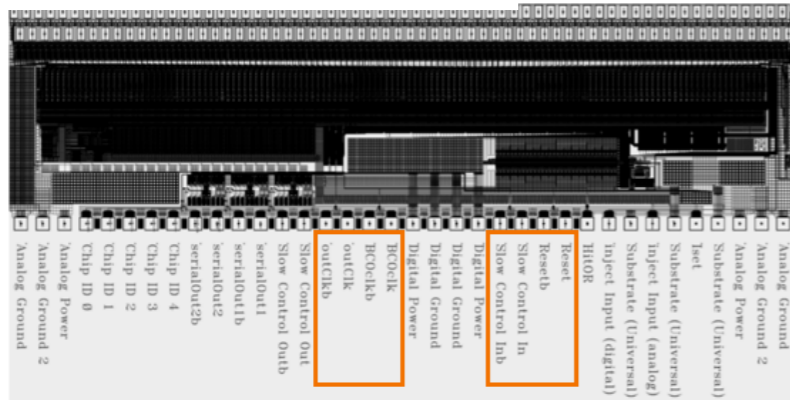 Analog Ground
Analog Ground 2
Analog Power
Chip ID 0
Chip ID 1
Chip ID 2
Chip ID 3
Chip ID 4
serialOut2b
serialOut2
serialOut1b
serialOut1
Slow Control Outb
Slow Control Out
outClkb
outClk
BCOclkb
BCOclk
Digital Power
Digital Ground
Digital Ground
Digital Power
Slow Control Inb
Slow Control In
Resetb
Reset
HitOR
inject Input (digital)
Substrate (Universal)
inject Input (analog)
Substrate (Universal)
Iset
Substrate (Universal)
Analog Power
Analog Ground 2
Analog Ground